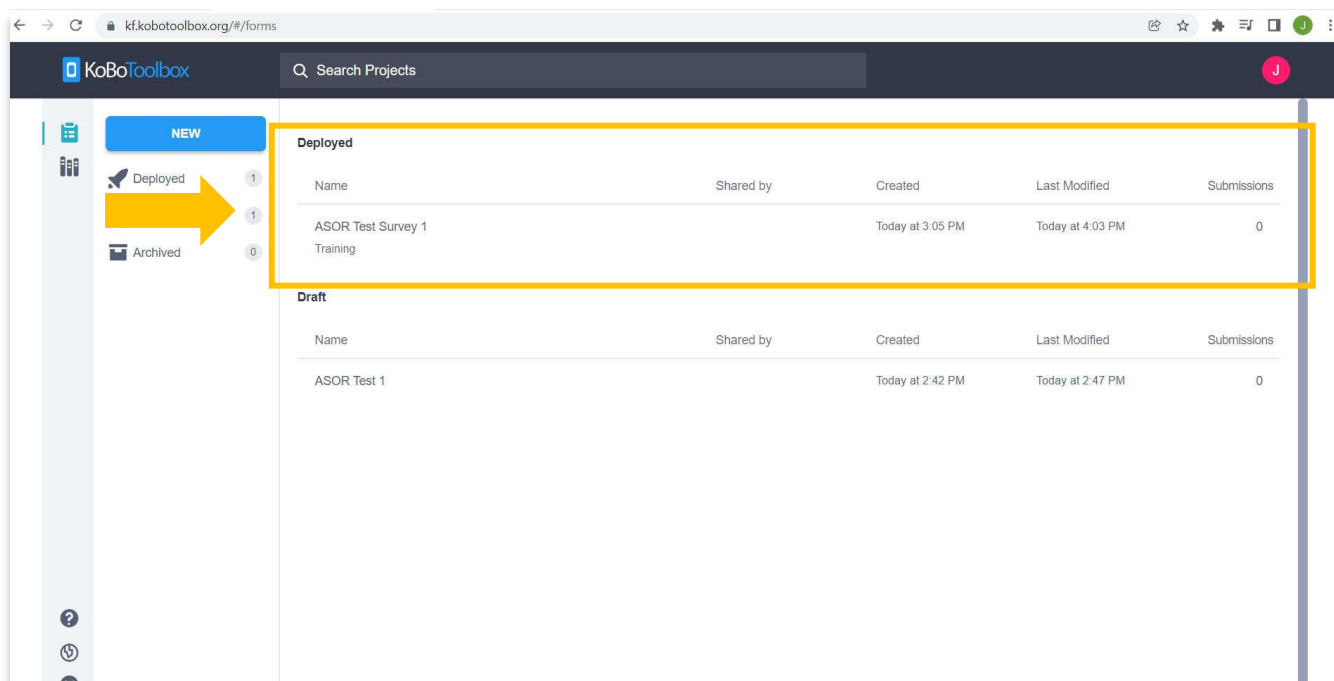 kf.kobotoolbox.org/#/forms
J
KoBoToolbox
Search Projects
J
NEW
Deployed 1
1
Archived 0
Deployed
Name Shared by Created Last Modified Submissions
ASOR Test Survey 1 Today at 3:05 PM Today at 4:03 PM 0
Training
Draft
Name Shared by Created Last Modified Submissions
ASOR Test 1 Today at 2:42 PM Today at 2:47 PM 0